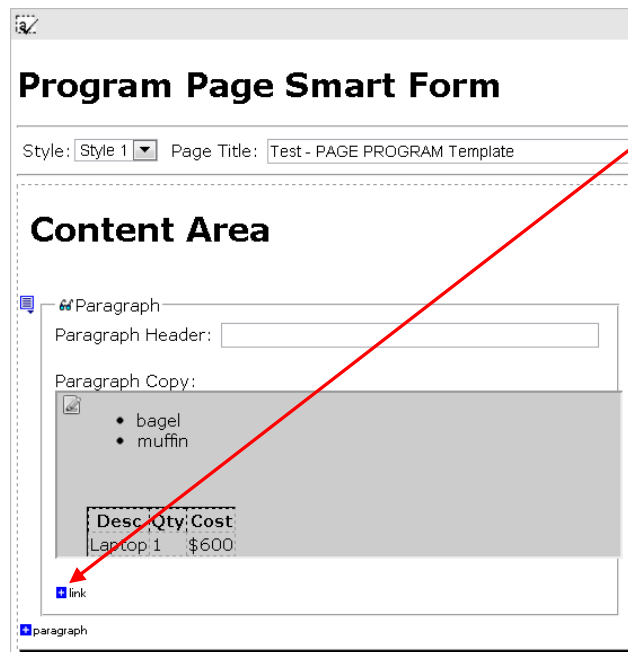 Program Page Smart Form
Style: Style 1 Page Title: Test - PAGE PROGRAM Template
Content Area
Paragraph
Paragraph Header:
Paragraph Copy:
• bagel
• muffin
Desc Qty Cost
Laptop 1 $600
link
paragraph